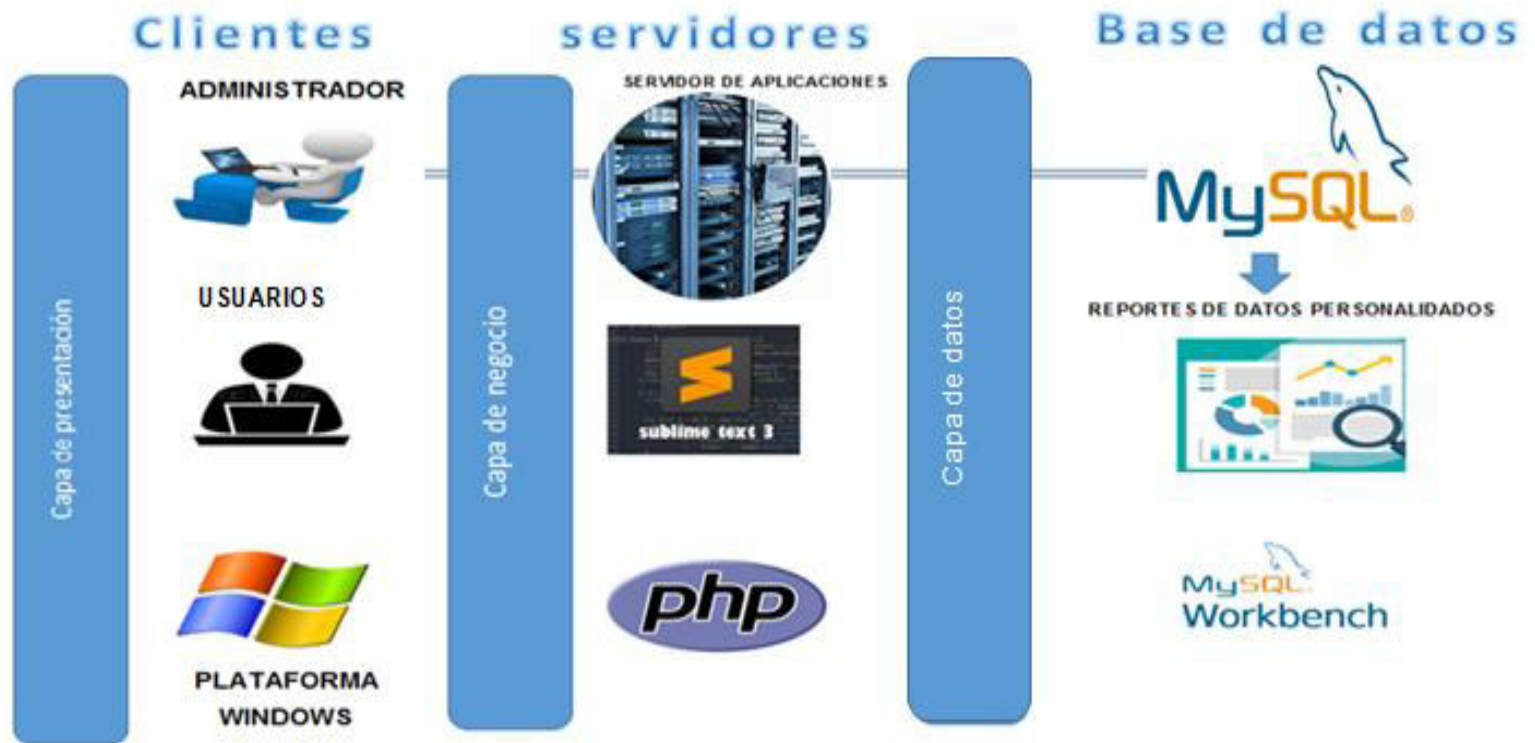 Clientes
servidores
Base de datos
Capa de presentación
ADMINISTRADOR
USUARIOS
PLATAFORMA
WINDOWS
Capa de negocio
SERVIDOR DE APLICACIONES
sublime text 3
php
Capa de datos
MySQL®
REPORTES DE DATOS PERSONALIDADOS
MySQL
Workbench